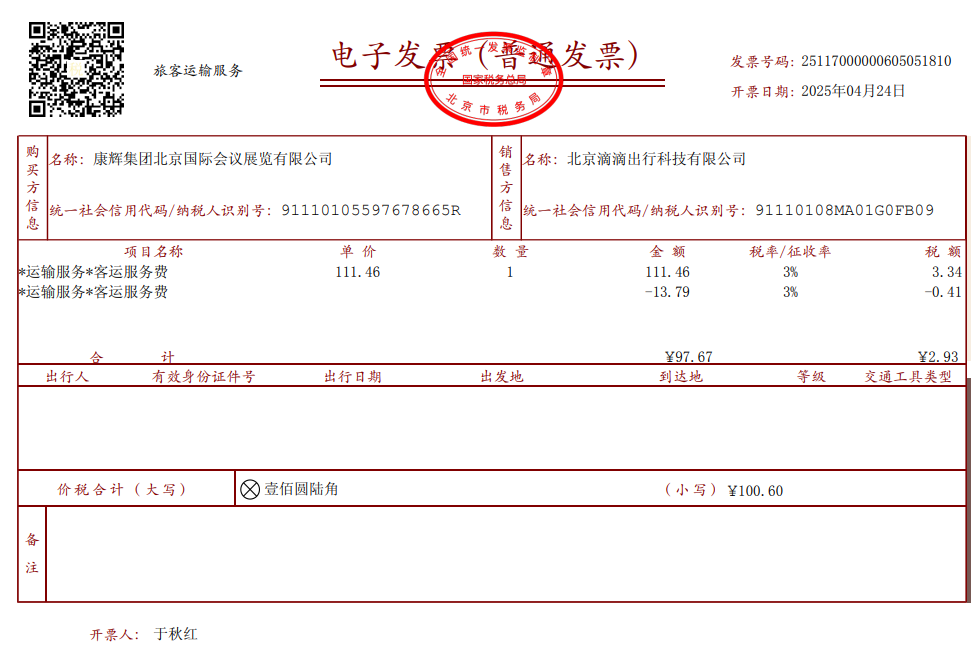 电子发票（普通发票）
旅客运输服务
全国统一发票监制章
国家税务总局
北京市税务局
发票号码：25117000000605051810
开票日期：2025年04月24日
购买方信息
名称：康辉集团北京国际会议展览有限公司
统一社会信用代码/纳税人识别号：91110105597678665R
销售方信息
名称：北京滴滴出行科技有限公司
统一社会信用代码/纳税人识别号：91110108MA01G0FB09
项目名称 单价 数量 金额 税率/征收率 税额
*运输服务*客运服务费 111.46 1 111.46 3% 3.34
*运输服务*客运服务费 -13.79 3% -0.41
合计 ¥97.67 ¥2.93
出行人 有效身份证件号 出行日期 出发地 到达地 等级 交通工具类型
价税合计（大写） 壹佰圆陆角 （小写）¥100.60
备注
开票人：于秋红